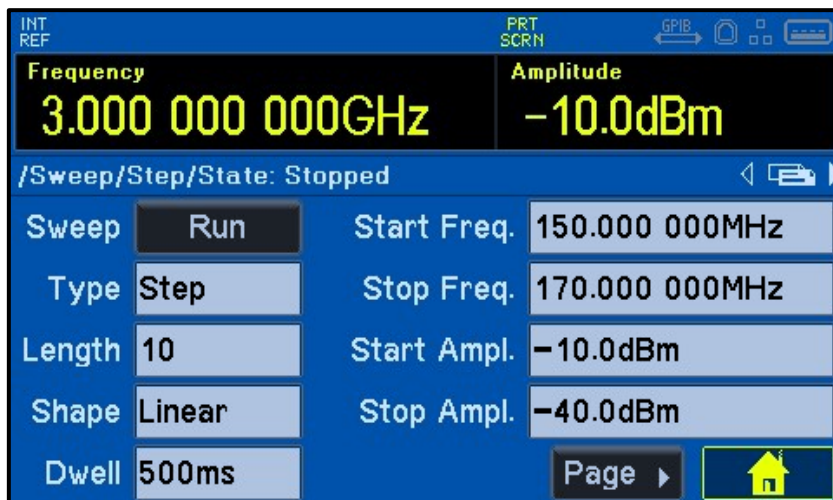 INT REF
PRT SCRN
GPIB
Frequency
3.000 000 000GHz
Amplitude
-10.0dBm
/Sweep/Step/State: Stopped
Sweep Run
Start Freq. 150.000 000MHz
Type Step
Stop Freq. 170.000 000MHz
Length 10
Start Ampl. -10.0dBm
Shape Linear
Stop Ampl. -40.0dBm
Dwell 500ms
Page